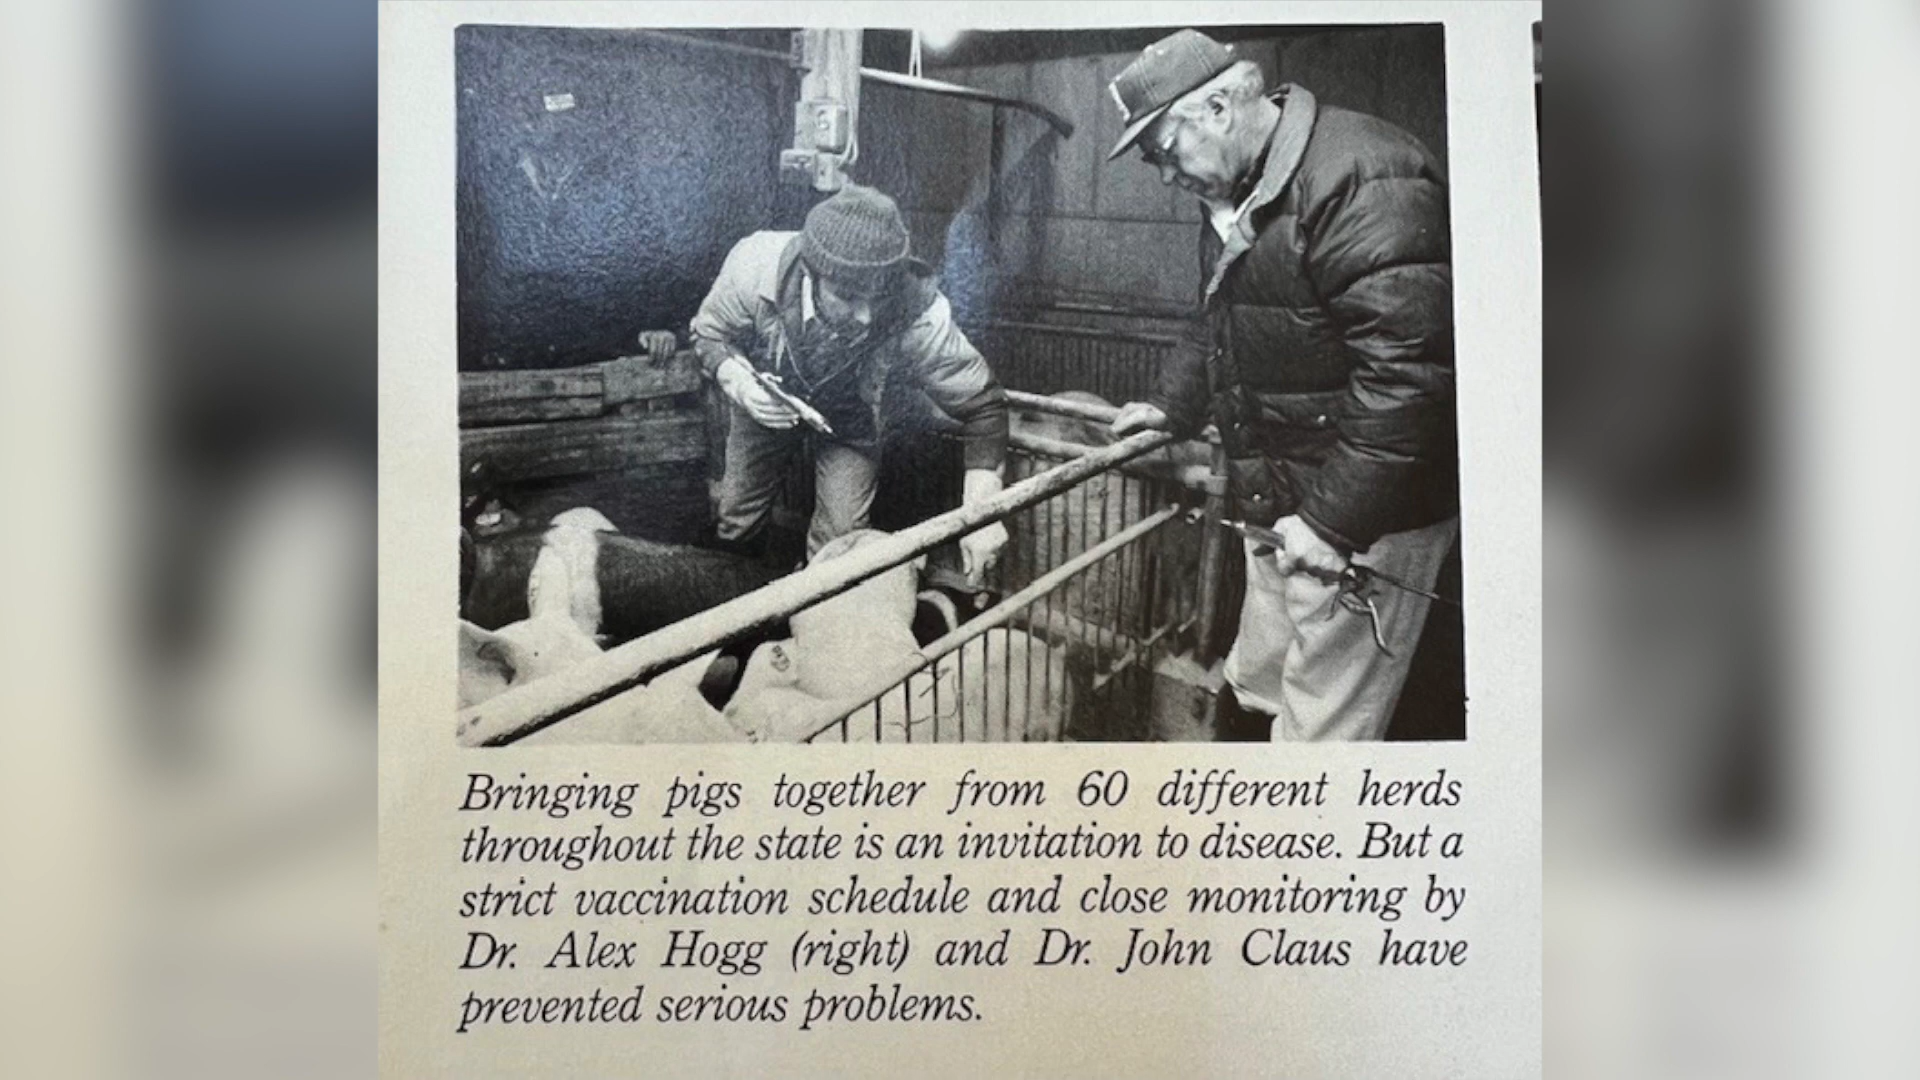 Bringing pigs together from 60 different herds
throughout the state is an invitation to disease. But a
strict vaccination schedule and close monitoring by
Dr. Alex Hogg (right) and Dr. John Claus have
prevented serious problems.